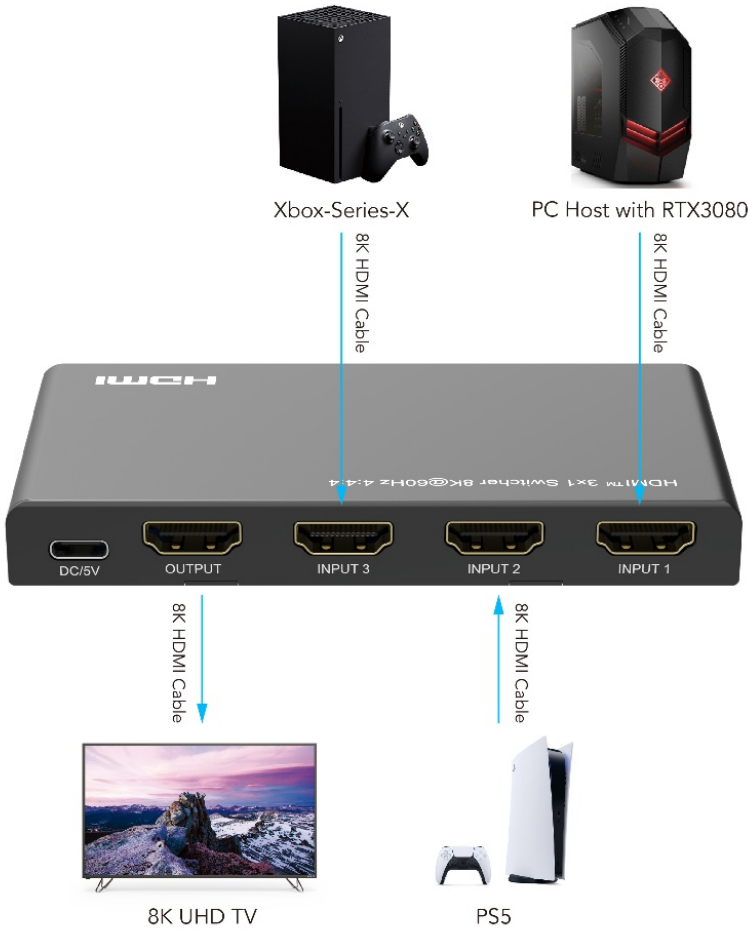 Xbox-Series-X
PC Host with RTX3080
8K HDMI Cable
8K HDMI Cable
HDMI
HDMI™ 3x1 Switcher 8K@60Hz 4:4:4
DC/5V
OUTPUT
INPUT 3
INPUT 2
INPUT 1
8K HDMI Cable
8K HDMI Cable
8K UHD TV
PS5